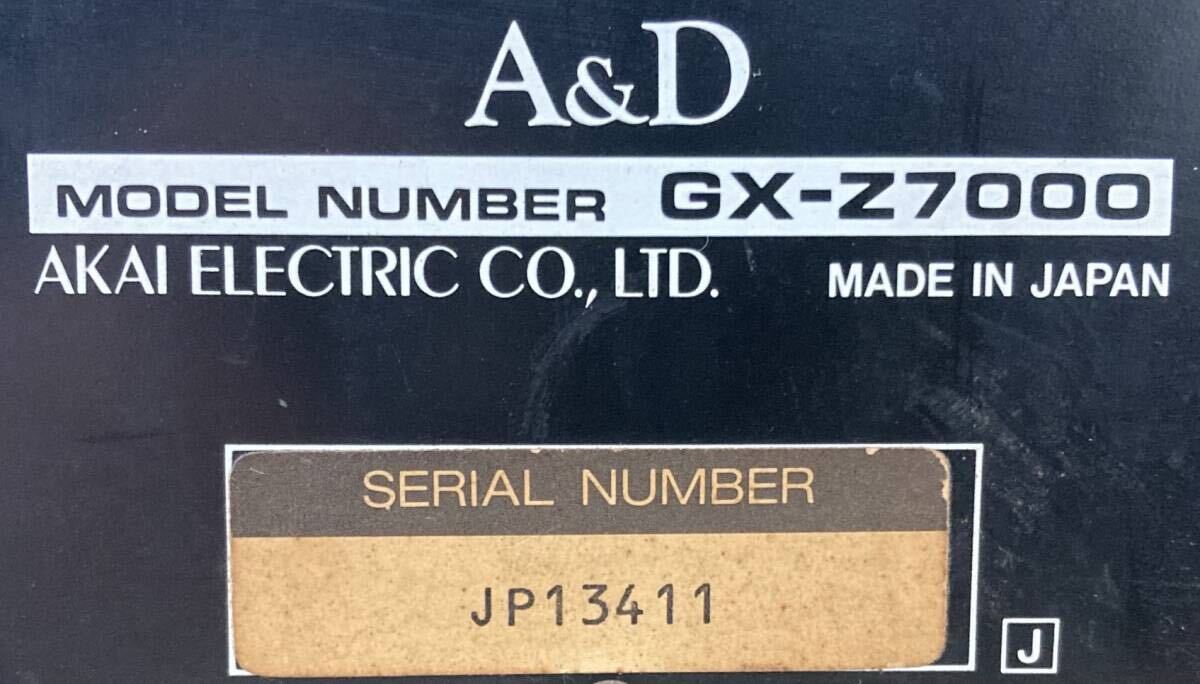 A&D
MODEL NUMBER GX-Z7000
AKAI ELECTRIC CO., LTD. MADE IN JAPAN
SERIAL NUMBER
JP13411
J